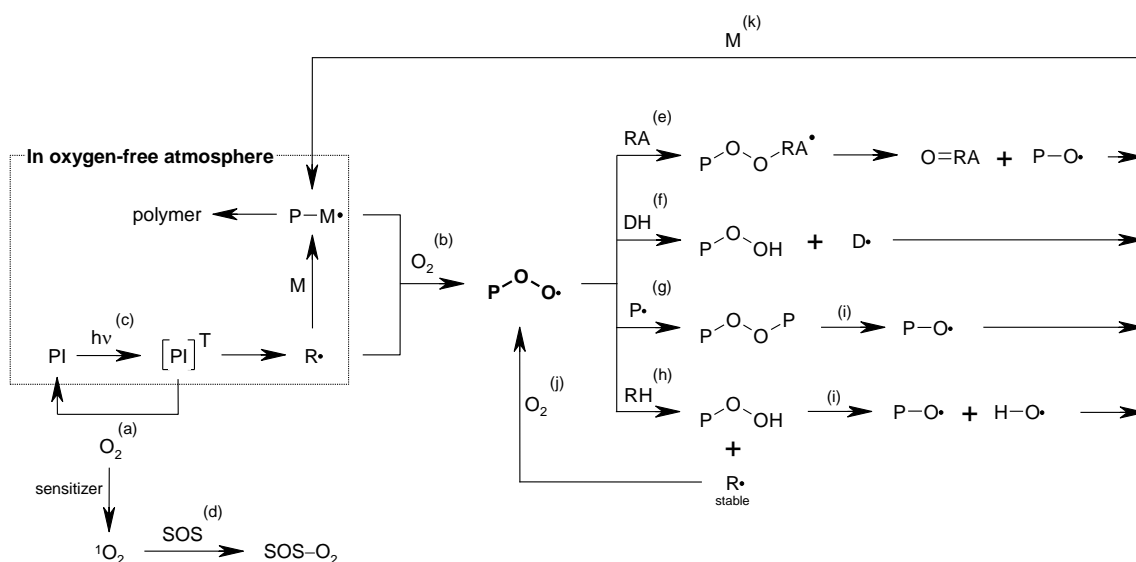 M (k)
RA (e)
P O O RA• O=RA + P–O•
In oxygen-free atmosphere
polymer P–M• DH (f)
O2 (b) P O OH + D•
M P O O• P• (g)
P O O P (i) P–O•
PI hν (c) [PI] T R•
O2 (j) RH (h) P O OH (i) P–O• + H–O•
O2 (a) +
R•
sensitizer stable
1O2 SOS (d) SOS–O2